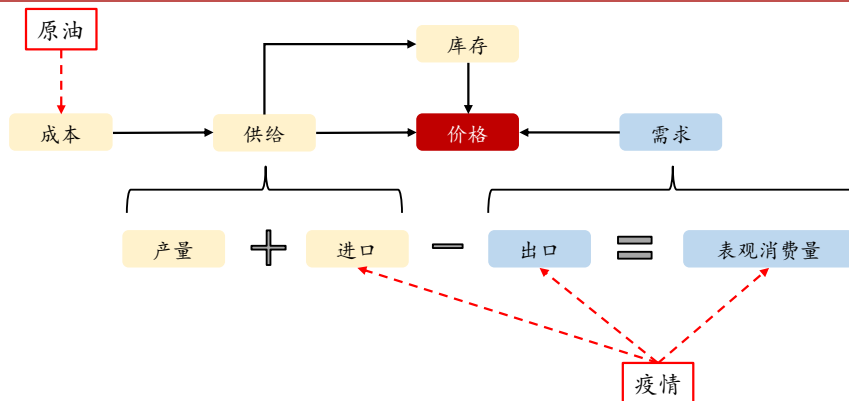 原油
库存
成本
供给
价格
需求
产量
进口
出口
表观消费量
疫情